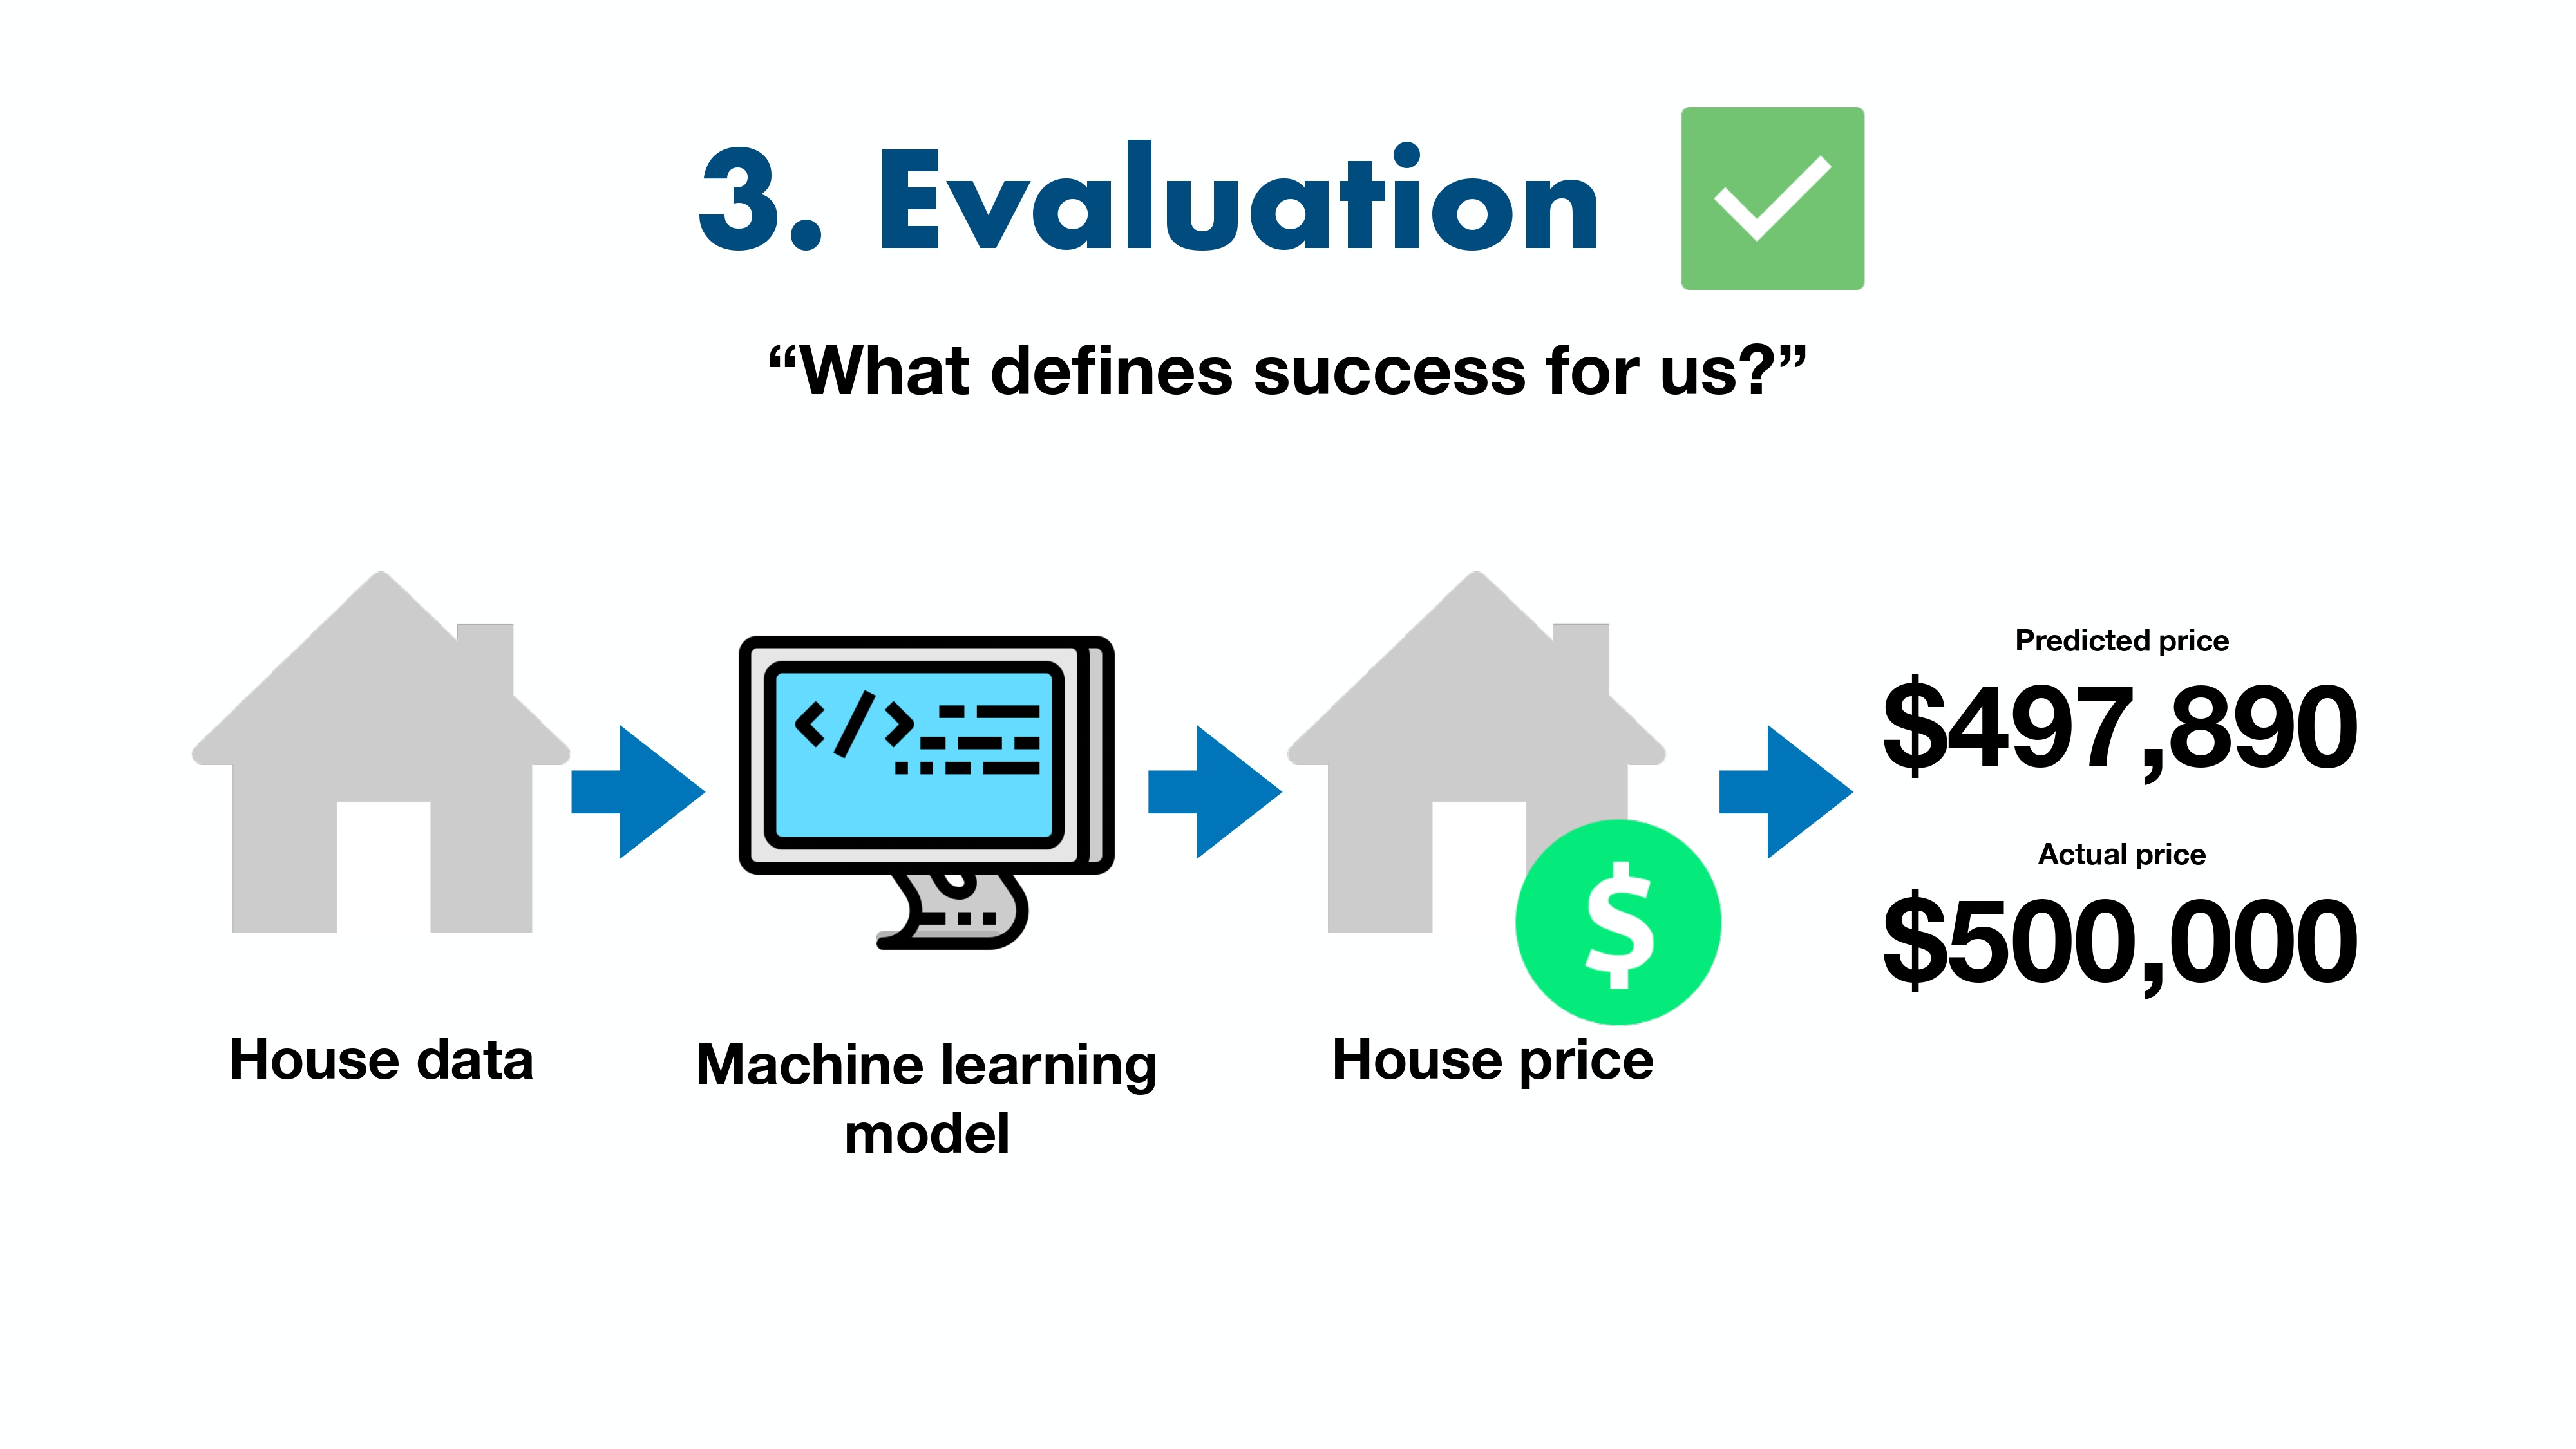 3. Evaluation
“What defines success for us?”
Predicted price
$497,890
Actual price
$500,000
House data
Machine learning
model
House price